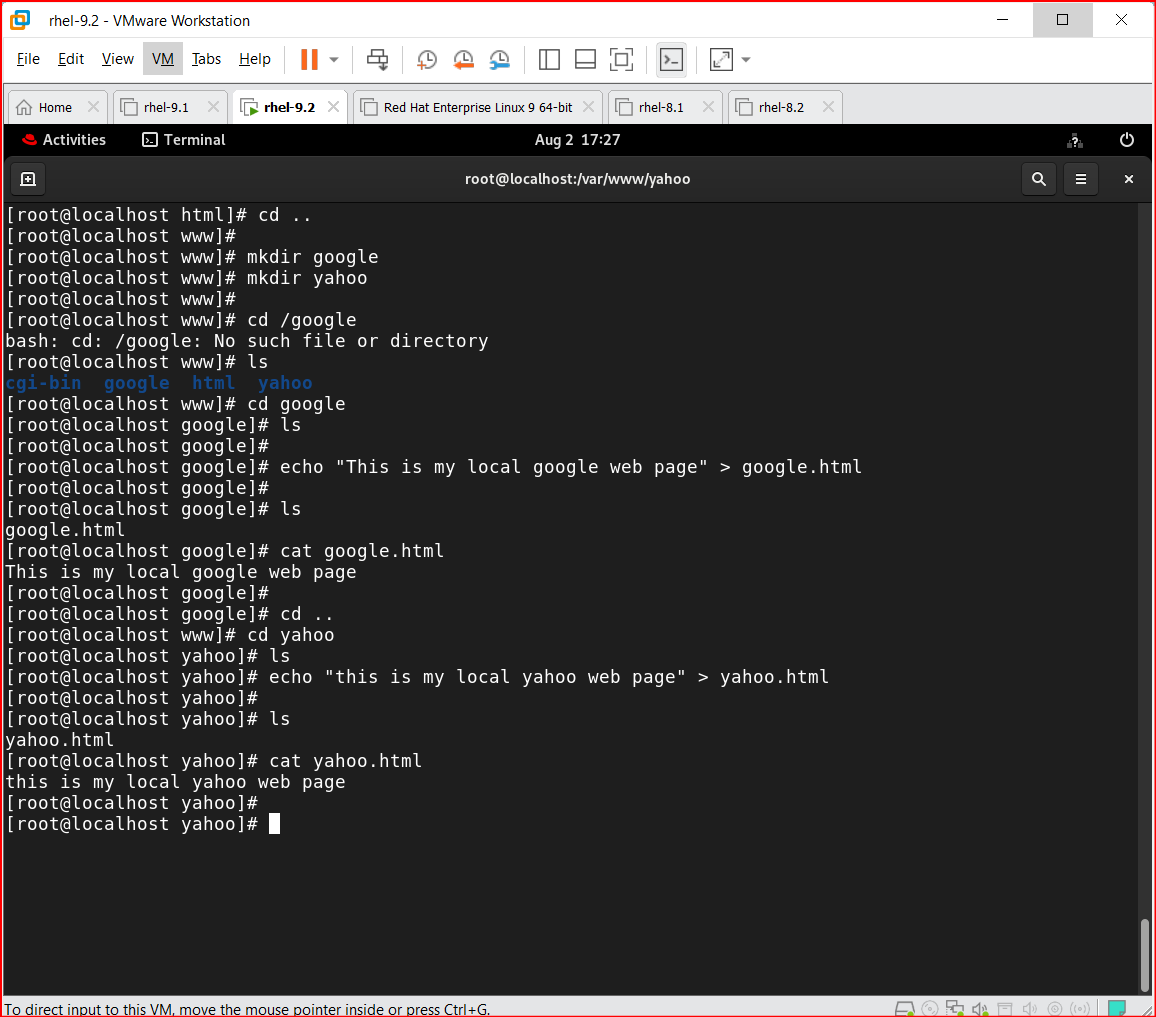 rhel-9.2 - VMware Workstation
File Edit View VM Tabs Help
Home rhel-9.1 rhel-9.2 Red Hat Enterprise Linux 9 64-bit rhel-8.1 rhel-8.2
Activities Terminal Aug 2 17:27
root@localhost:/var/www/yahoo
[root@localhost html]# cd ..
[root@localhost www]#
[root@localhost www]# mkdir google
[root@localhost www]# mkdir yahoo
[root@localhost www]#
[root@localhost www]# cd /google
bash: cd: /google: No such file or directory
[root@localhost www]# ls
cgi-bin google html yahoo
[root@localhost www]# cd google
[root@localhost google]# ls
[root@localhost google]#
[root@localhost google]# echo "This is my local google web page" > google.html
[root@localhost google]#
[root@localhost google]# ls
google.html
[root@localhost google]# cat google.html
This is my local google web page
[root@localhost google]#
[root@localhost google]# cd ..
[root@localhost www]# cd yahoo
[root@localhost yahoo]# ls
[root@localhost yahoo]# echo "this is my local yahoo web page" > yahoo.html
[root@localhost yahoo]#
[root@localhost yahoo]# ls
yahoo.html
[root@localhost yahoo]# cat yahoo.html
this is my local yahoo web page
[root@localhost yahoo]#
[root@localhost yahoo]#
To direct input to this VM, move the mouse pointer inside or press Ctrl+G.